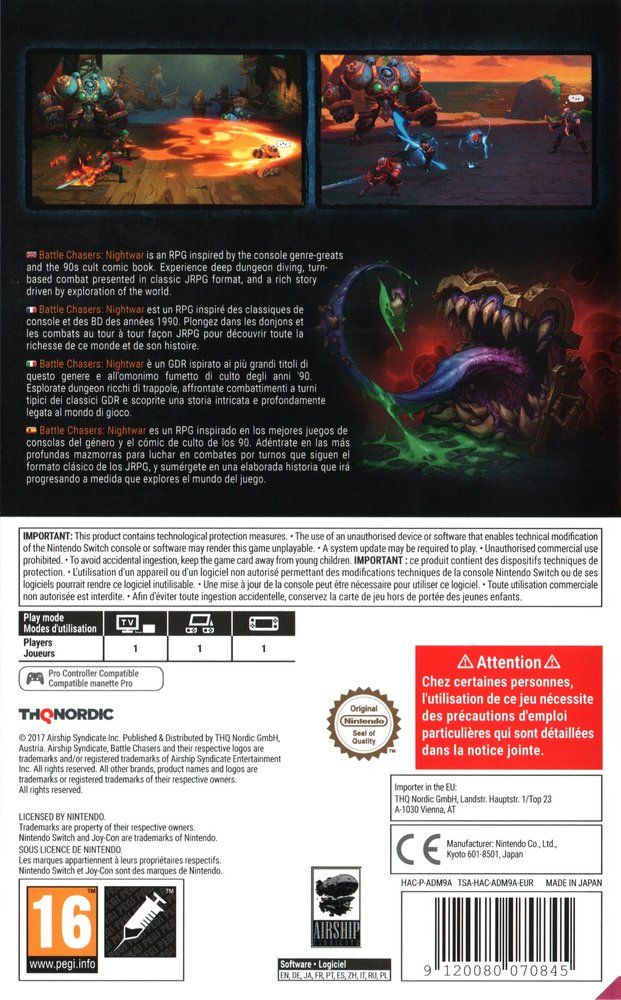 Battle Chasers: Nightwar is an RPG inspired by the console genre-greats
and the 90s cult comic book. Experience deep dungeon diving, turn-
based combat presented in classic JRPG format, and a rich story
driven by exploration of the world.
Battle Chasers: Nightwar est un RPG inspiré des classiques de
console et des BD des années 1990. Plongez dans les donjons et
les combats au tour à tour façon JRPG pour découvrir toute la
richesse de ce monde et de son histoire.
Battle Chasers: Nightwar è un GDR ispirato ai più grandi titoli di
questo genere e all'omonimo fumetto di culto degli anni '90.
Esplorate dungeon ricchi di trappole, affrontate combattimenti a turni
tipici dei classici GDR e scoprite una storia intricata e profondamente
legata al mondo di gioco.
Battle Chasers: Nightwar es un RPG inspirado en los mejores juegos de
consolas del género y el cómic de culto de los 90. Adéntrate en las más
profundas mazmorras para luchar en combates por turnos que siguen el
formato clásico de los JRPG, y sumérgete en una elaborada historia que irá
progresando a medida que explores el mundo del juego.
IMPORTANT: This product contains technological protection measures. • The use of an unauthorised device or software that enables technical modification
of the Nintendo Switch console or software may render this game unplayable. • A system update may be required to play. • Unauthorised commercial use
prohibited. • To avoid accidental ingestion, keep the game card away from young children. IMPORTANT : ce produit contient des dispositifs techniques de
protection. • L'utilisation d'un appareil ou d'un logiciel non autorisé permettant des modifications techniques de la console Nintendo Switch ou de ses
logiciels pourrait rendre ce logiciel inutilisable. • Une mise à jour de la console peut être nécessaire pour utiliser ce logiciel. • Toute utilisation commerciale
non autorisée est interdite. • Afin d'éviter toute ingestion accidentelle, conservez la carte de jeu hors de portée des jeunes enfants.
Play mode
Modes d'utilisation
TV
Players
Joueurs
1 1 1
Pro Controller Compatible
Compatible manette Pro
THQNORDIC
© 2017 Airship Syndicate Inc. Published & Distributed by THQ Nordic GmbH,
Austria. Airship Syndicate, Battle Chasers and their respective logos are
trademarks and/or registered trademarks of Airship Syndicate Entertainment
Inc. All rights reserved. All other brands, product names and logos are
trademarks or registered trademarks of their respective owners.
All rights reserved.
LICENSED BY NINTENDO.
Trademarks are property of their respective owners.
Nintendo Switch and Joy-Con are trademarks of Nintendo.
SOUS LICENCE DE NINTENDO.
Les marques appartiennent à leurs propriétaires respectifs.
Nintendo Switch et Joy-Con sont des marques de Nintendo.
Original
Nintendo
Seal of
Quality
TM
Attention
Chez certaines personnes,
l'utilisation de ce jeu nécessite
des précautions d'emploi
particulières qui sont détaillées
dans la notice jointe.
Importer in the EU:
THQ Nordic GmbH, Landstr. Hauptstr. 1/Top 23
A-1030 Vienna, AT
CE
Manufacturer: Nintendo Co., Ltd.,
Kyoto 601-8501, Japan
HAC-P-ADM9A TSA-HAC-ADM9A-EUR MADE IN JAPAN
16
www.pegi.info
AIRSHIP
SYNDICATE
Software • Logiciel
EN, DE, JA, FR, PT, ES, ZH, IT, RU, PL
9 120080 070845